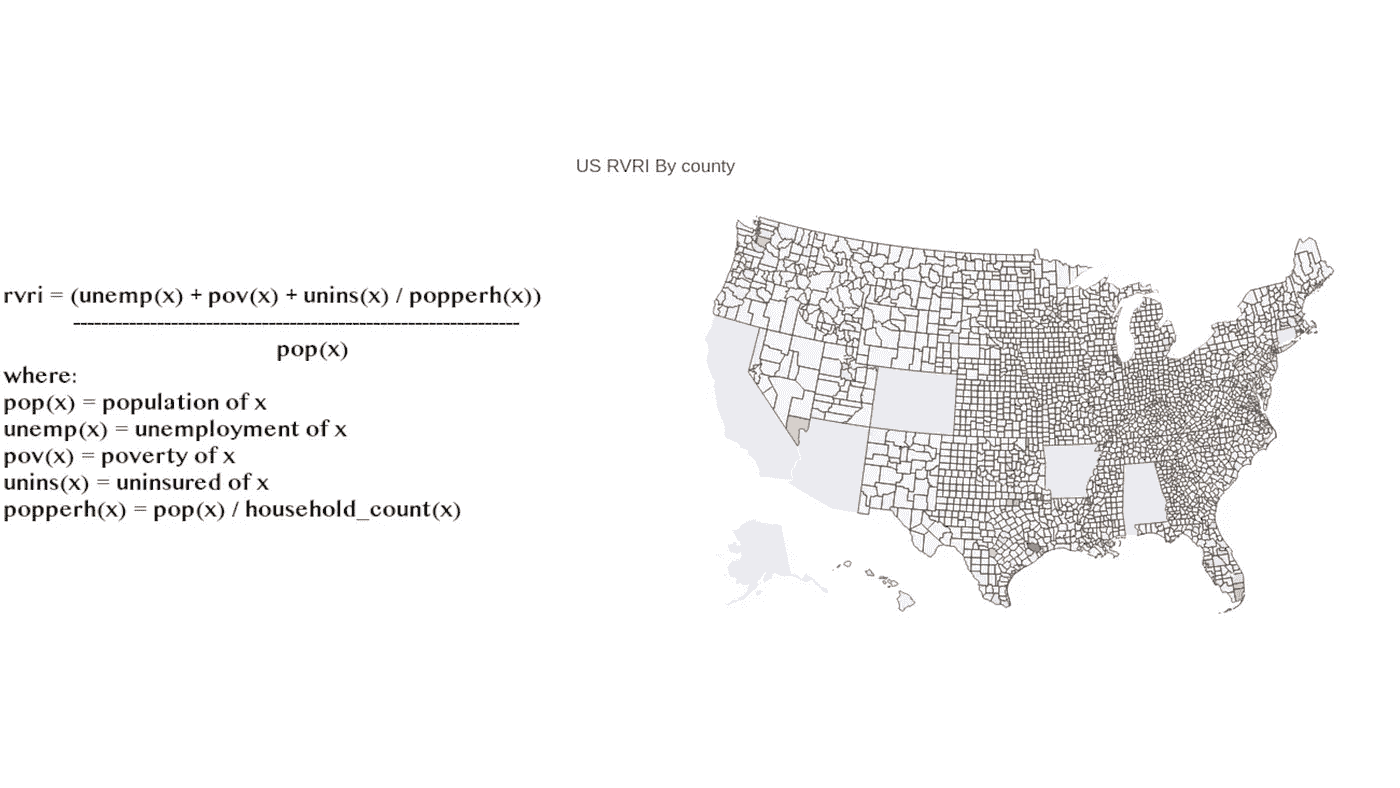 US RVRI By county
rvri = (unemp(x) + pov(x) + unins(x) / popperh(x))
----------------------------------------------------------------
pop(x)
where:
pop(x) = population of x
unemp(x) = unemployment of x
pov(x) = poverty of x
unins(x) = uninsured of x
popperh(x) = pop(x) / household_count(x)